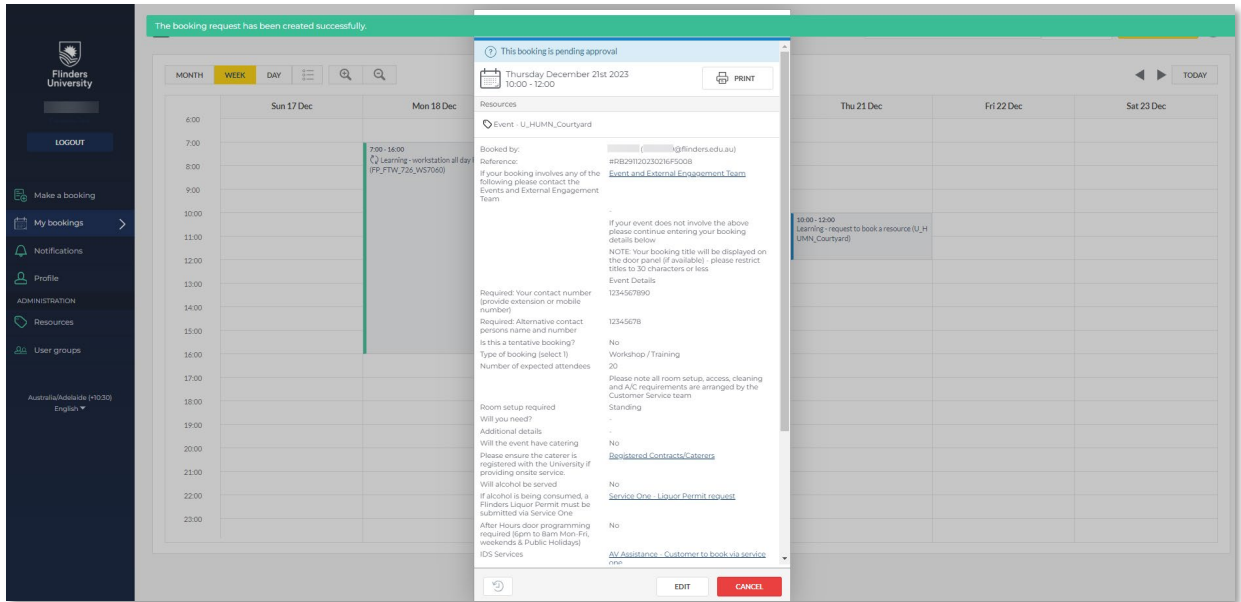 The booking request has been created successfully.
Flinders
University
LOGOUT
Make a booking
My bookings
Notifications
Profile
ADMINISTRATION
Resources
User groups
Australia/Adelaide (+10:30)
English
MONTH WEEK DAY
TODAY
Sun 17 Dec Mon 18 Dec Thu 21 Dec Fri 22 Dec Sat 23 Dec
6:00
7:00
8:00
9:00
10:00
11:00
12:00
13:00
14:00
15:00
16:00
17:00
18:00
19:00
20:00
21:00
22:00
23:00
7:00 - 16:00
Learning - workstation all day
(FP_FTW_726_WS7060)
10:00 - 12:00
Learning - request to book a resource (U_H
UMN_Courtyard)
This booking is pending approval
Thursday December 21st 2023
10:00 - 12:00
PRINT
Resources
Event - U_HUMN_Courtyard
Booked by: ( @flinders.edu.au)
Reference: #RB291120230216F5008
If your booking involves any of the Event and External Engagement Team
following please contact the
Events and External Engagement
Team
-
If your event does not involve the above
please continue entering your booking
details below
NOTE: Your booking title will be displayed on
the door panel (if available) - please restrict
titles to 30 characters or less
Event Details
Required: Your contact number 1234567890
(provide extension or mobile
number)
Required: Alternative contact 12345678
persons name and number
Is this a tentative booking? No
Type of booking (select 1) Workshop / Training
Number of expected attendees 20
Please note all room setup, access, cleaning
and A/C requirements are arranged by the
Customer Service team
Room setup required Standing
Will you need? -
Additional details -
Will the event have catering No
Please ensure the caterer is Registered Contracts/Caterers
registered with the University if
providing onsite service.
Will alcohol be served No
If alcohol is being consumed, a Service One - Liquor Permit request
Flinders Liquor Permit must be
submitted via Service One
After Hours door programming No
required (6pm to 8am Mon-Fri,
weekends & Public Holidays)
IDS Services AV Assistance - Customer to book via service
one
EDIT CANCEL